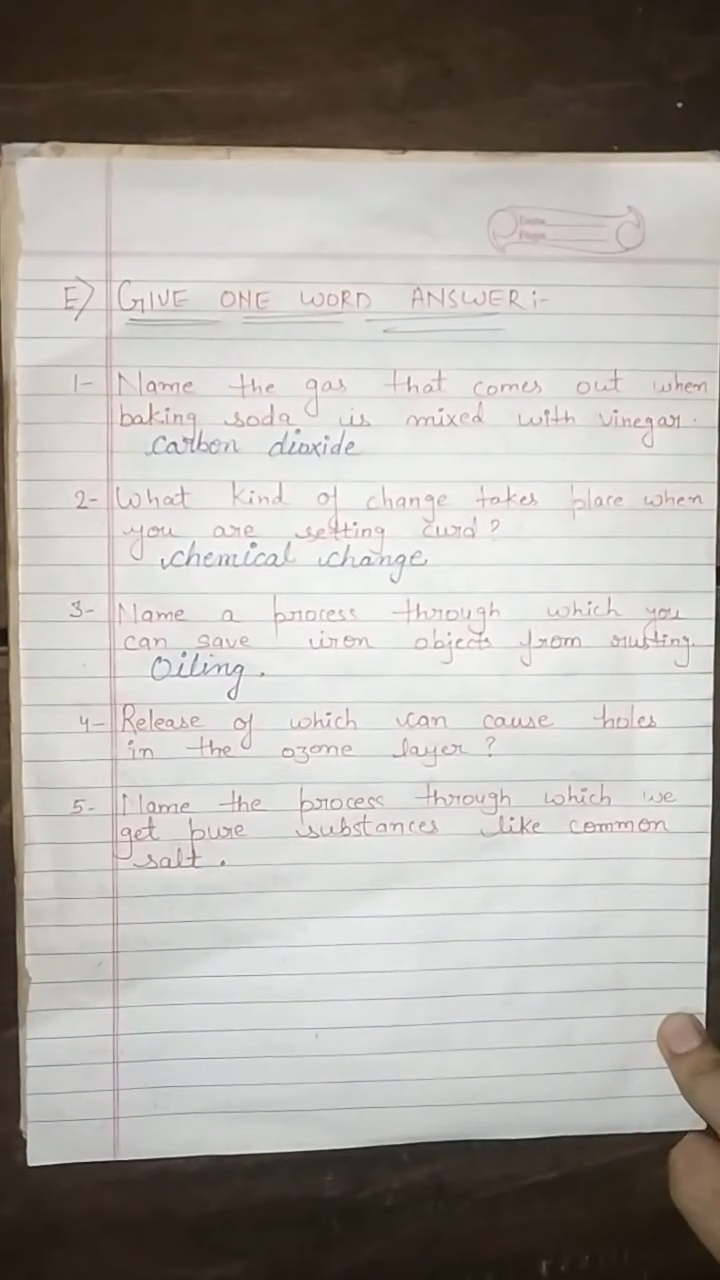 Date
Page
E) GIVE ONE WORD ANSWER:-
1- Name the gas that comes out when
baking soda is mixed with vinegar.
carbon dioxide
2- What kind of change takes place when
you are setting curd?
chemical change
3- Name a process through which you
can save iron objects from rusting.
Oiling.
4- Release of which can cause holes
in the ozone layer?
5. Name the process through which we
get pure substances like common
salt.